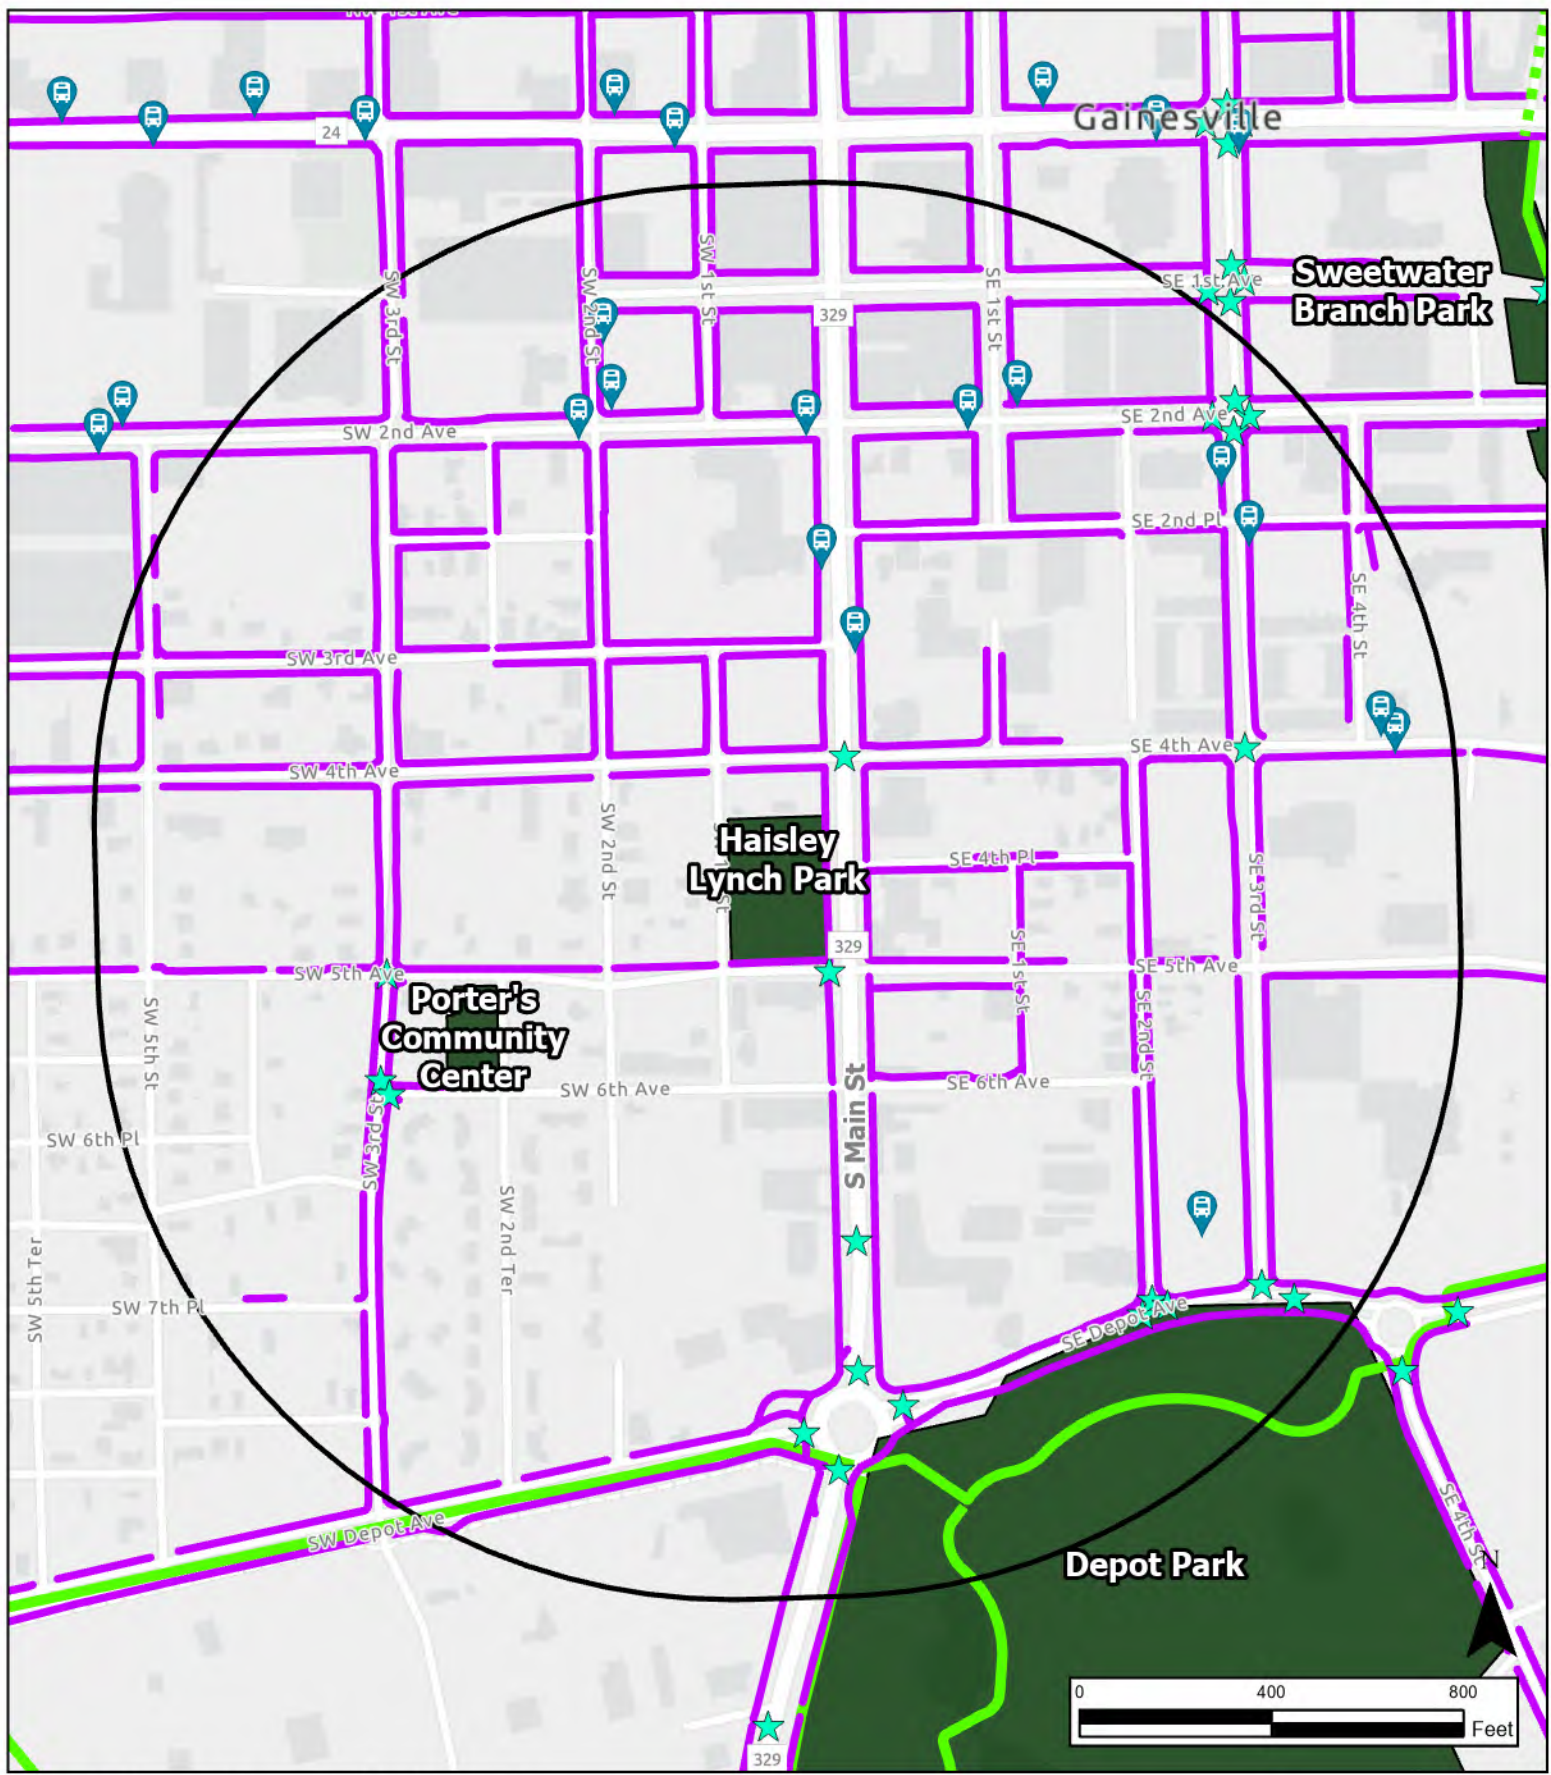 24
Gainesville
SW 3rd St
SW 2nd St
SW 1st St
329
SE 1st St
SE 1st Ave
Sweetwater
Branch Park
SW 2nd Ave
SE 2nd Ave
SE 2nd Pl
SE 4th St
SW 3rd Ave
SW 4th Ave
SE 4th Ave
SW 2nd St
Haisley
Lynch Park
SE 4th Pl
SE 3rd St
329
SE 1st St
SW 5th Ave
SE 5th Ave
SW 5th St
Porter's
Community
Center
SE 2nd St
SW 6th Ave
SE 6th Ave
S Main St
SW 6th Pl
SW 3rd St
SW 2nd Ter
SW 5th Ter
SW 7th Pl
SE Depot Ave
SW Depot Ave
SE 4th St
Depot Park
N
0 400 800
Feet
329